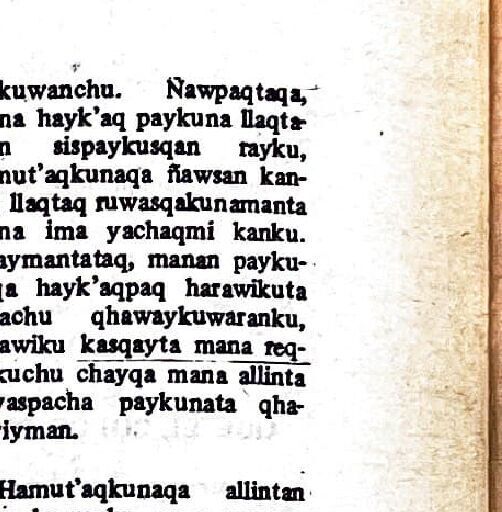 kuwanchu. Ñawpaqtaqa,
na hayk'aq paykuna llaqta-
n sispaykusqan rayku,
mut'aqkunaqa ñawsan kan-
llaqtaq ruwasqakunamanta
na ima yachaqmi kanku.
aymantataq, manan payku-
qa hayk'aqpaq harawikuta
achu qhawaykuwaranku,
awiku kasqayta mana req-
kuchu chayqa mana allinta
yaspacha paykunata qha-
iyman.
Hamut'aqkunaqa allintan